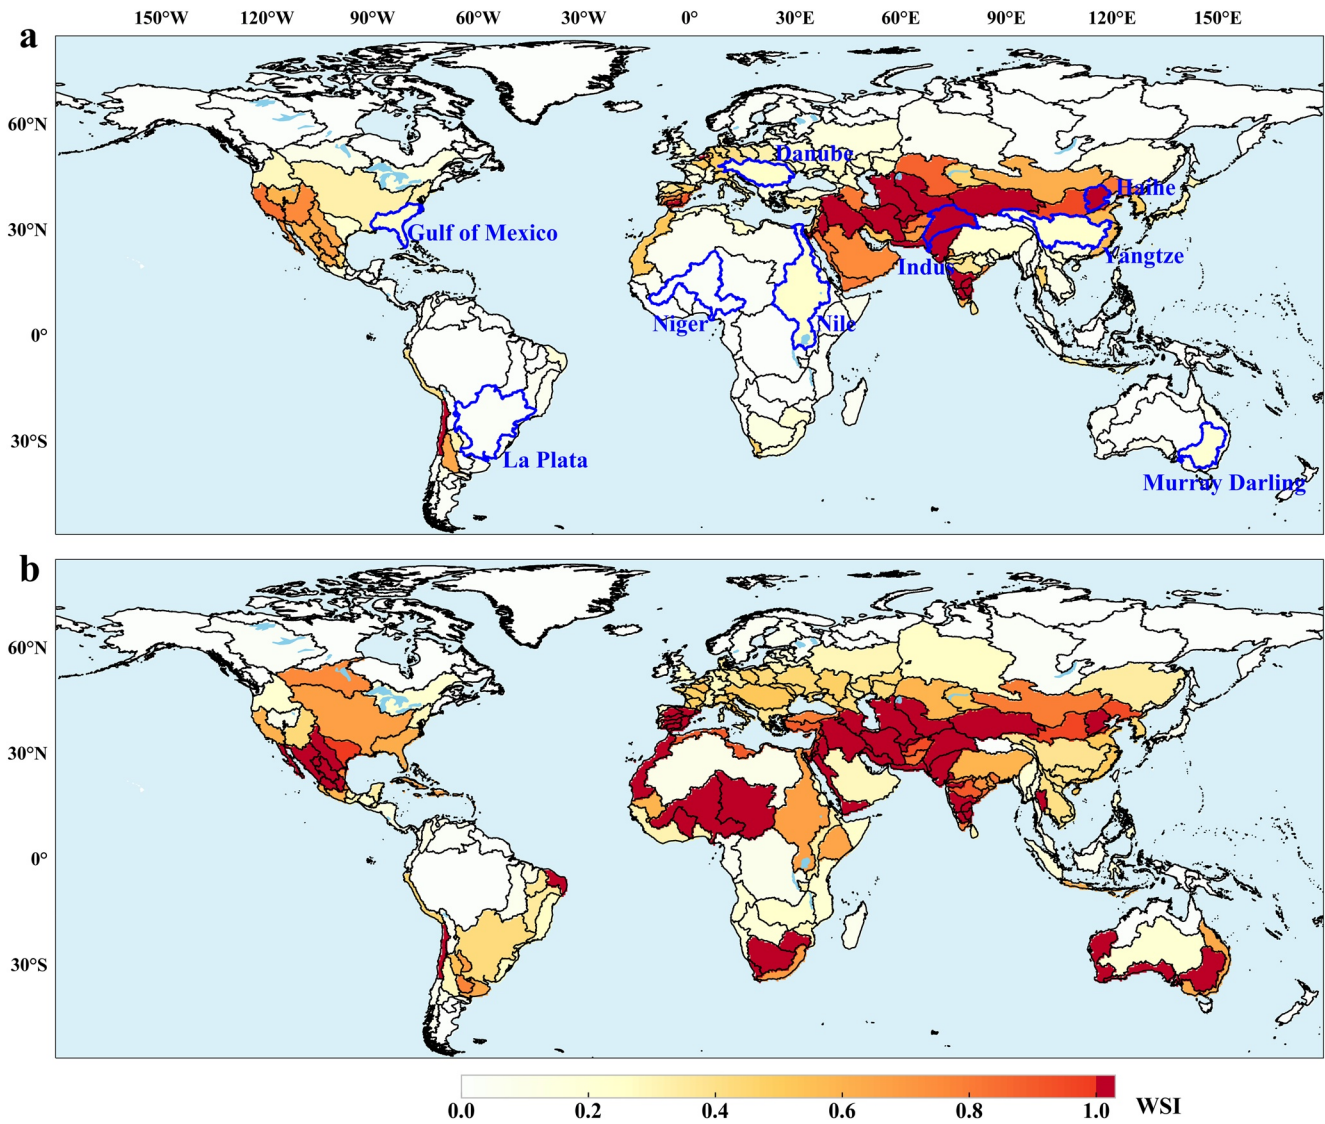 150°W 120°W 90°W 60°W 30°W 0° 30°E 60°E 90°E 120°E 150°E
a
60°N
Danube
Haihe
30°N
Gulf of Mexico
Yangtze
Indus
Niger
Nile
0°
30°S
La Plata
Murray Darling
b
60°N
30°N
0°
30°S
0.0 0.2 0.4 0.6 0.8 1.0 WSI